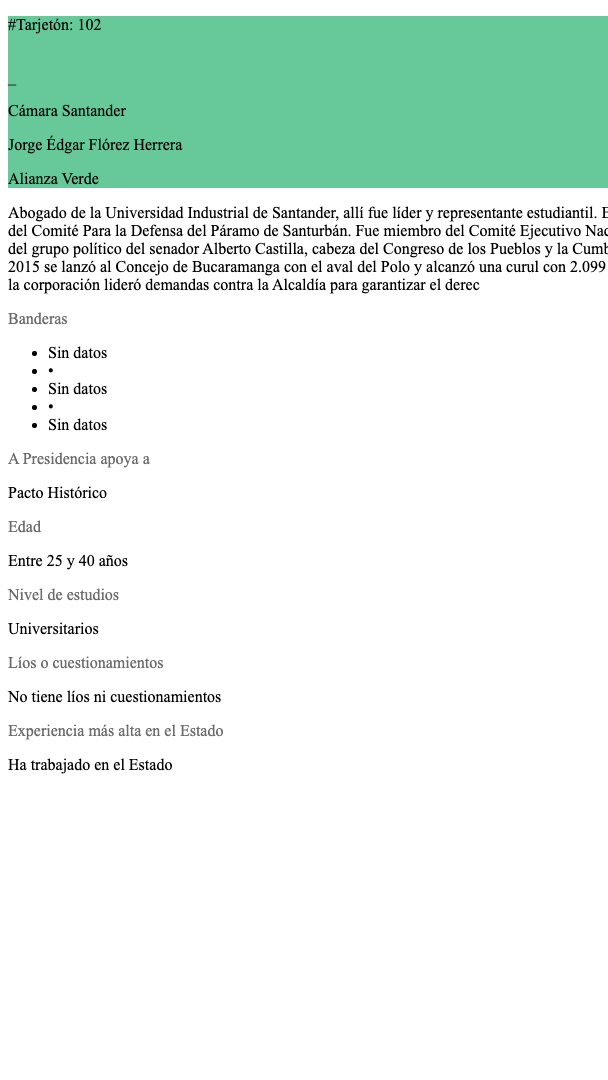 #Tarjetón: 102
_
Cámara Santander
Jorge Édgar Flórez Herrera
Alianza Verde
Abogado de la Universidad Industrial de Santander, allí fue líder y representante estudiantil.
del Comité Para la Defensa del Páramo de Santurbán. Fue miembro del Comité Ejecutivo
del grupo político del senador Alberto Castilla, cabeza del Congreso de los Pueblos y la
2015 se lanzó al Concejo de Bucaramanga con el aval del Polo y alcanzó una curul con 2.099
la corporación lideró demandas contra la Alcaldía para garantizar el derec
Banderas
• Sin datos
• •
• Sin datos
• •
• Sin datos
A Presidencia apoya a
Pacto Histórico
Edad
Entre 25 y 40 años
Nivel de estudios
Universitarios
Líos o cuestionamientos
No tiene líos ni cuestionamientos
Experiencia más alta en el Estado
Ha trabajado en el Estado